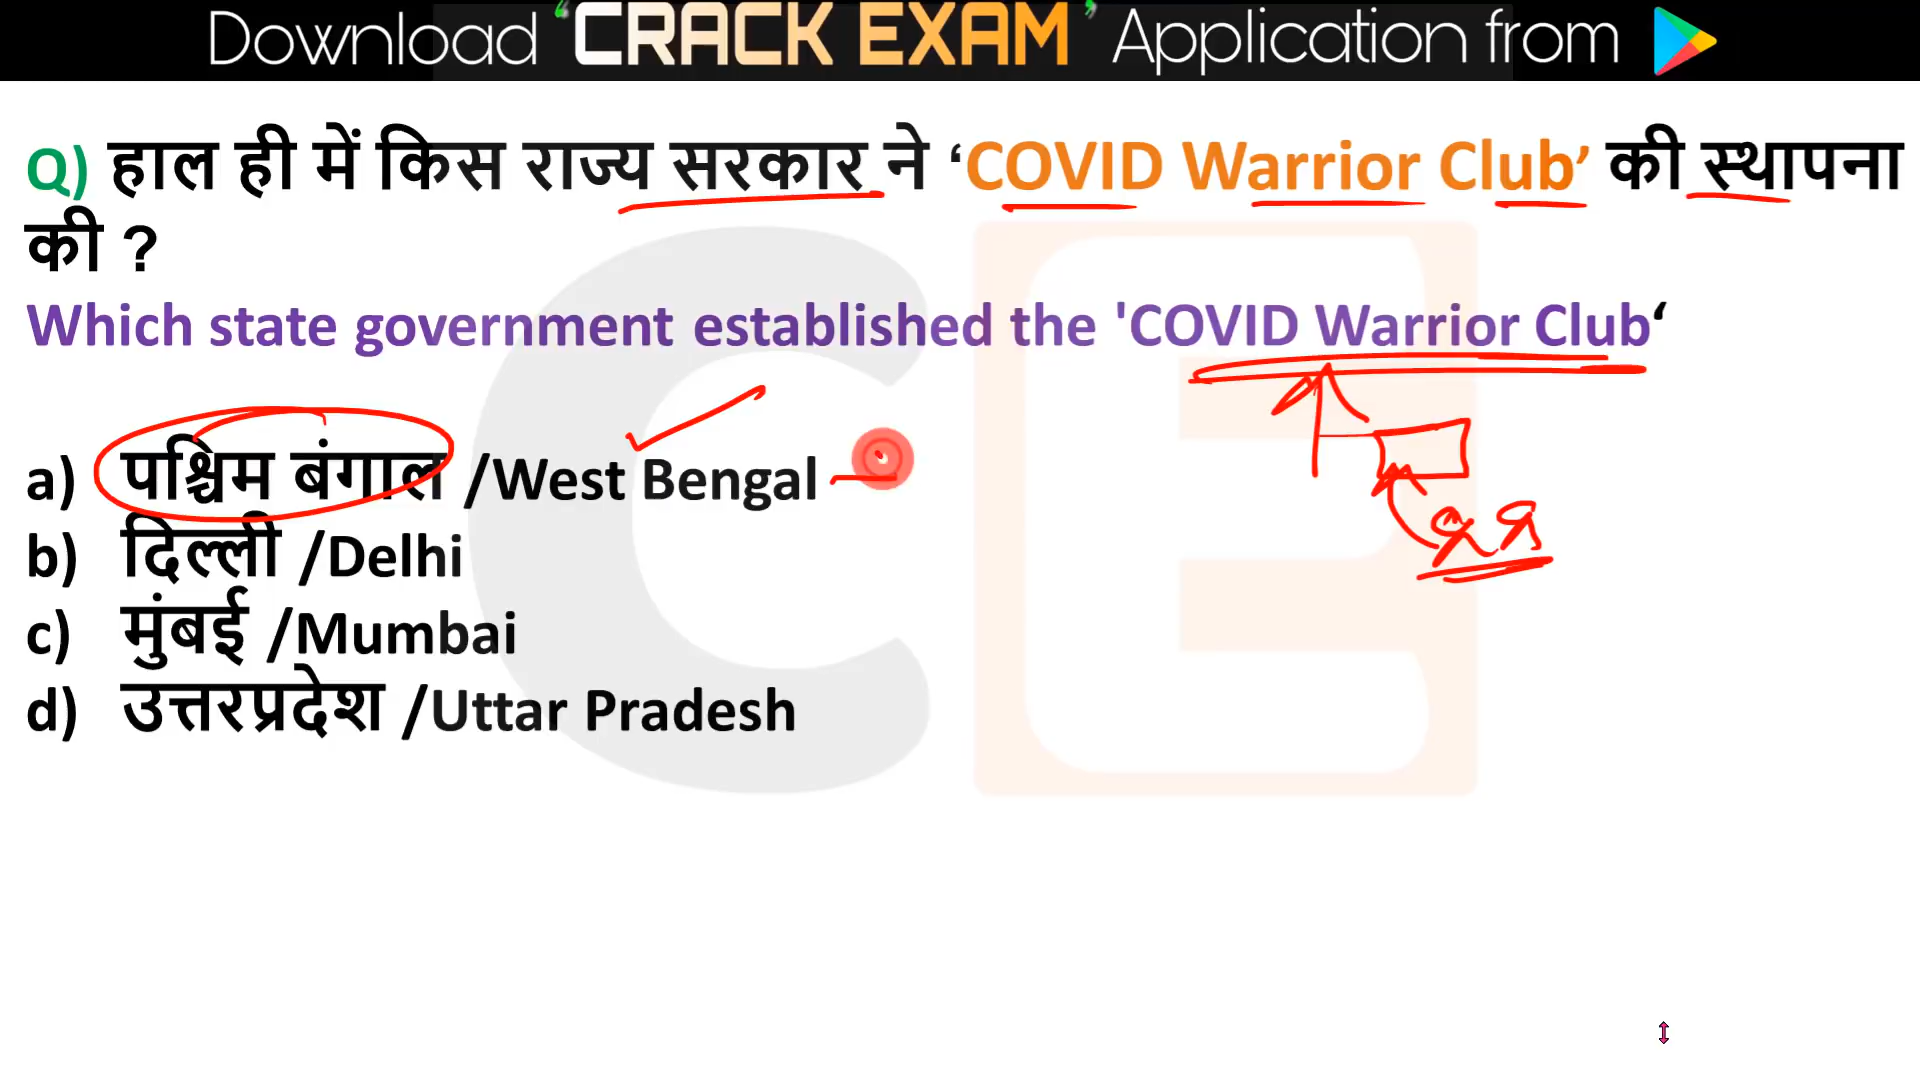 Download ‘CRACK EXAM’ Application from
Q) हाल ही में किस राज्य सरकार ने ‘COVID Warrior Club’ की स्थापना
की ?
Which state government established the 'COVID Warrior Club‘
a) पश्चिम बंगाल /West Bengal
b) दिल्ली /Delhi
c) मुंबई /Mumbai
d) उत्तरप्रदेश /Uttar Pradesh